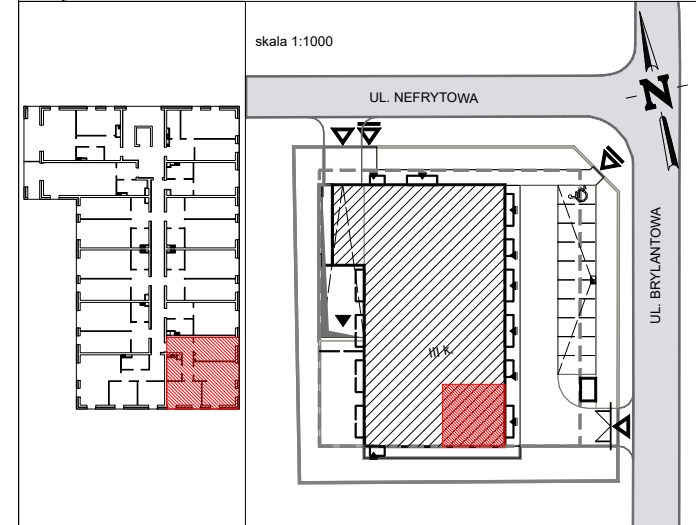 skala 1:1000
UL. NEFRYTOWA
N
UL. BRYLANTOWA
III k.